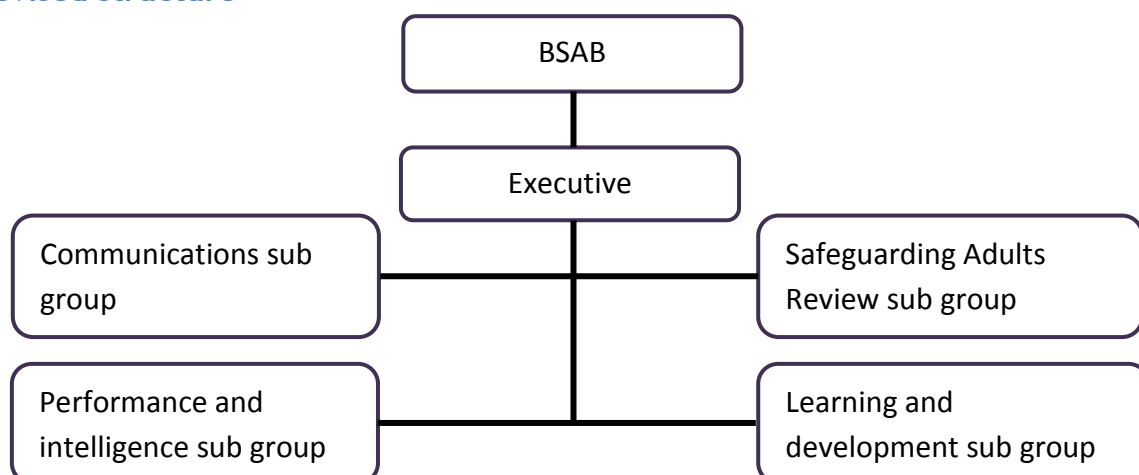 BSAB
Executive
Communications sub
group
Safeguarding Adults
Review sub group
Performance and
intelligence sub group
Learning and
development sub group